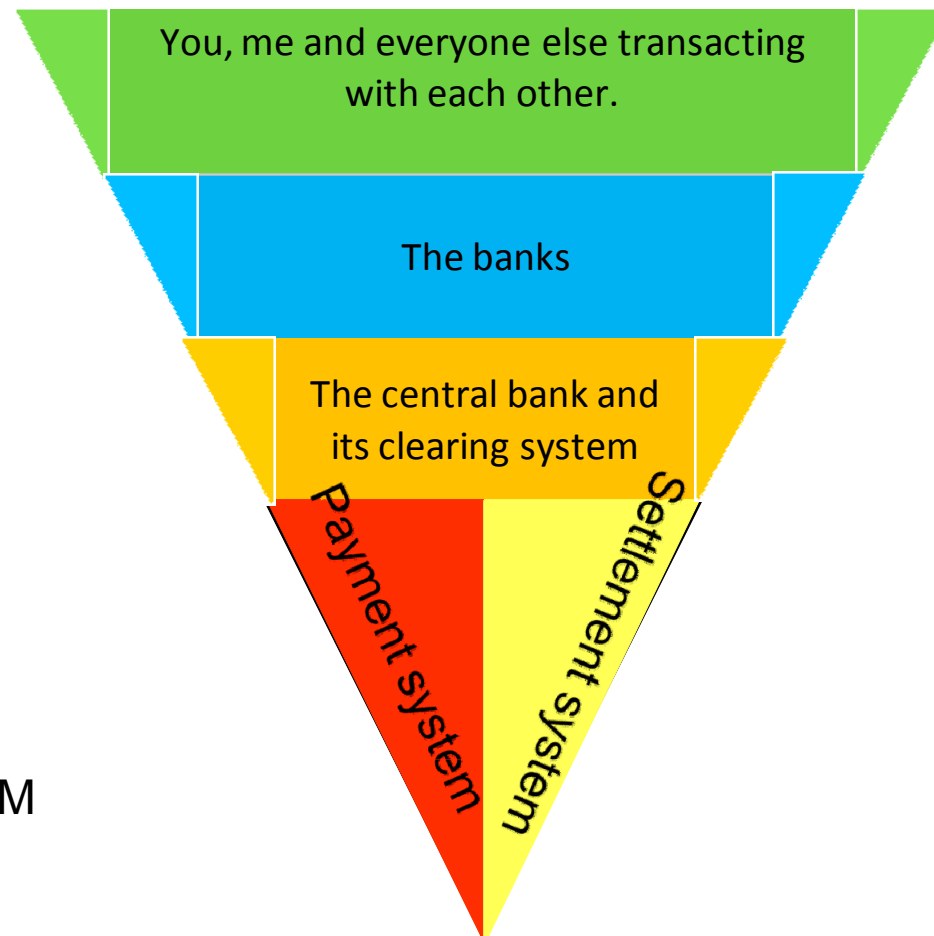 You, me and everyone else transacting
with each other.
The banks
The central bank and
its clearing system
Payment system
Settlement system
M